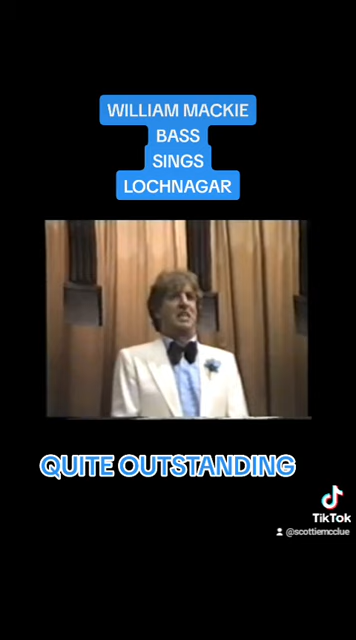 WILLIAM MACKIE
BASS
SINGS
LOCHNAGAR
QUITE OUTSTANDING
TikTok
@scottiemcclue